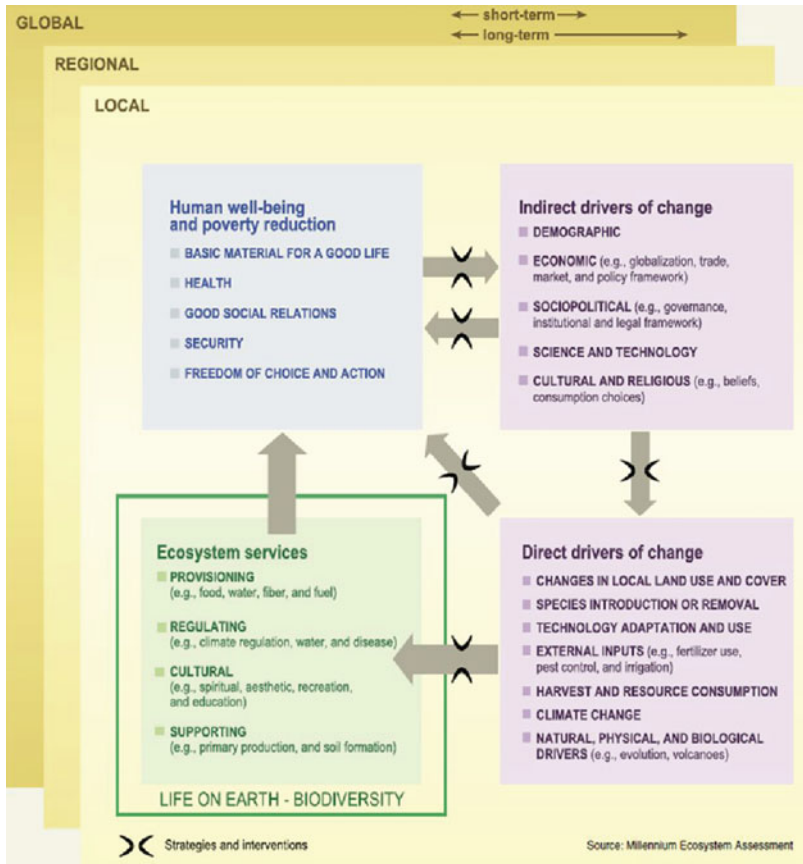 GLOBAL
short-term
long-term
REGIONAL
LOCAL
Human well-being
and poverty reduction
BASIC MATERIAL FOR A GOOD LIFE
HEALTH
GOOD SOCIAL RELATIONS
SECURITY
FREEDOM OF CHOICE AND ACTION
Indirect drivers of change
DEMOGRAPHIC
ECONOMIC (e.g., globalization, trade,
market, and policy framework)
SOCIOPOLITICAL (e.g., governance,
institutional and legal framework)
SCIENCE AND TECHNOLOGY
CULTURAL AND RELIGIOUS (e.g., beliefs,
consumption choices)
Ecosystem services
PROVISIONING
(e.g., food, water, fiber, and fuel)
REGULATING
(e.g., climate regulation, water, and disease)
CULTURAL
(e.g., spiritual, aesthetic, recreation,
and education)
SUPPORTING
(e.g., primary production, and soil formation)
LIFE ON EARTH - BIODIVERSITY
Direct drivers of change
CHANGES IN LOCAL LAND USE AND COVER
SPECIES INTRODUCTION OR REMOVAL
TECHNOLOGY ADAPTATION AND USE
EXTERNAL INPUTS (e.g., fertilizer use,
pest control, and irrigation)
HARVEST AND RESOURCE CONSUMPTION
CLIMATE CHANGE
NATURAL, PHYSICAL, AND BIOLOGICAL
DRIVERS (e.g., evolution, volcanoes)
Strategies and interventions
Source: Millennium Ecosystem Assessment